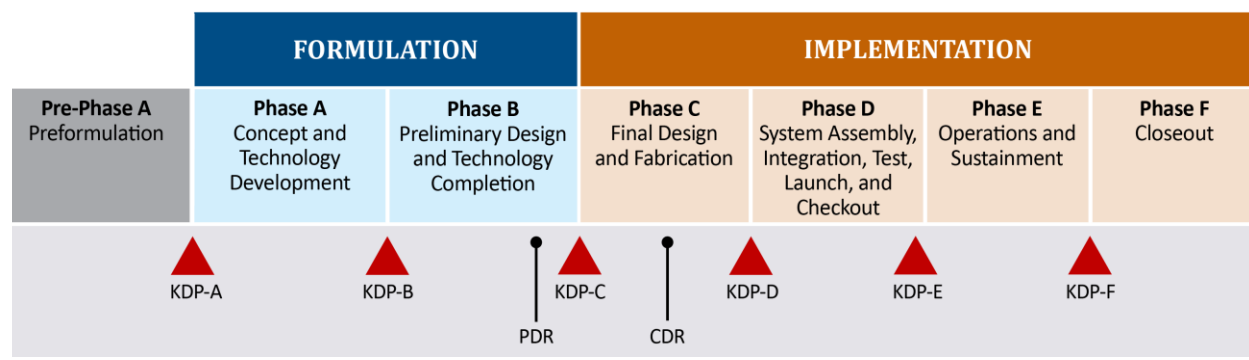 FORMULATION
IMPLEMENTATION
Pre-Phase A
Preformulation
Phase A
Concept and
Technology
Development
Phase B
Preliminary Design
and Technology
Completion
Phase C
Final Design
and Fabrication
Phase D
System Assembly,
Integration, Test,
Launch, and
Checkout
Phase E
Operations and
Sustainment
Phase F
Closeout
KDP-A
KDP-B
KDP-C
KDP-D
KDP-E
KDP-F
PDR
CDR